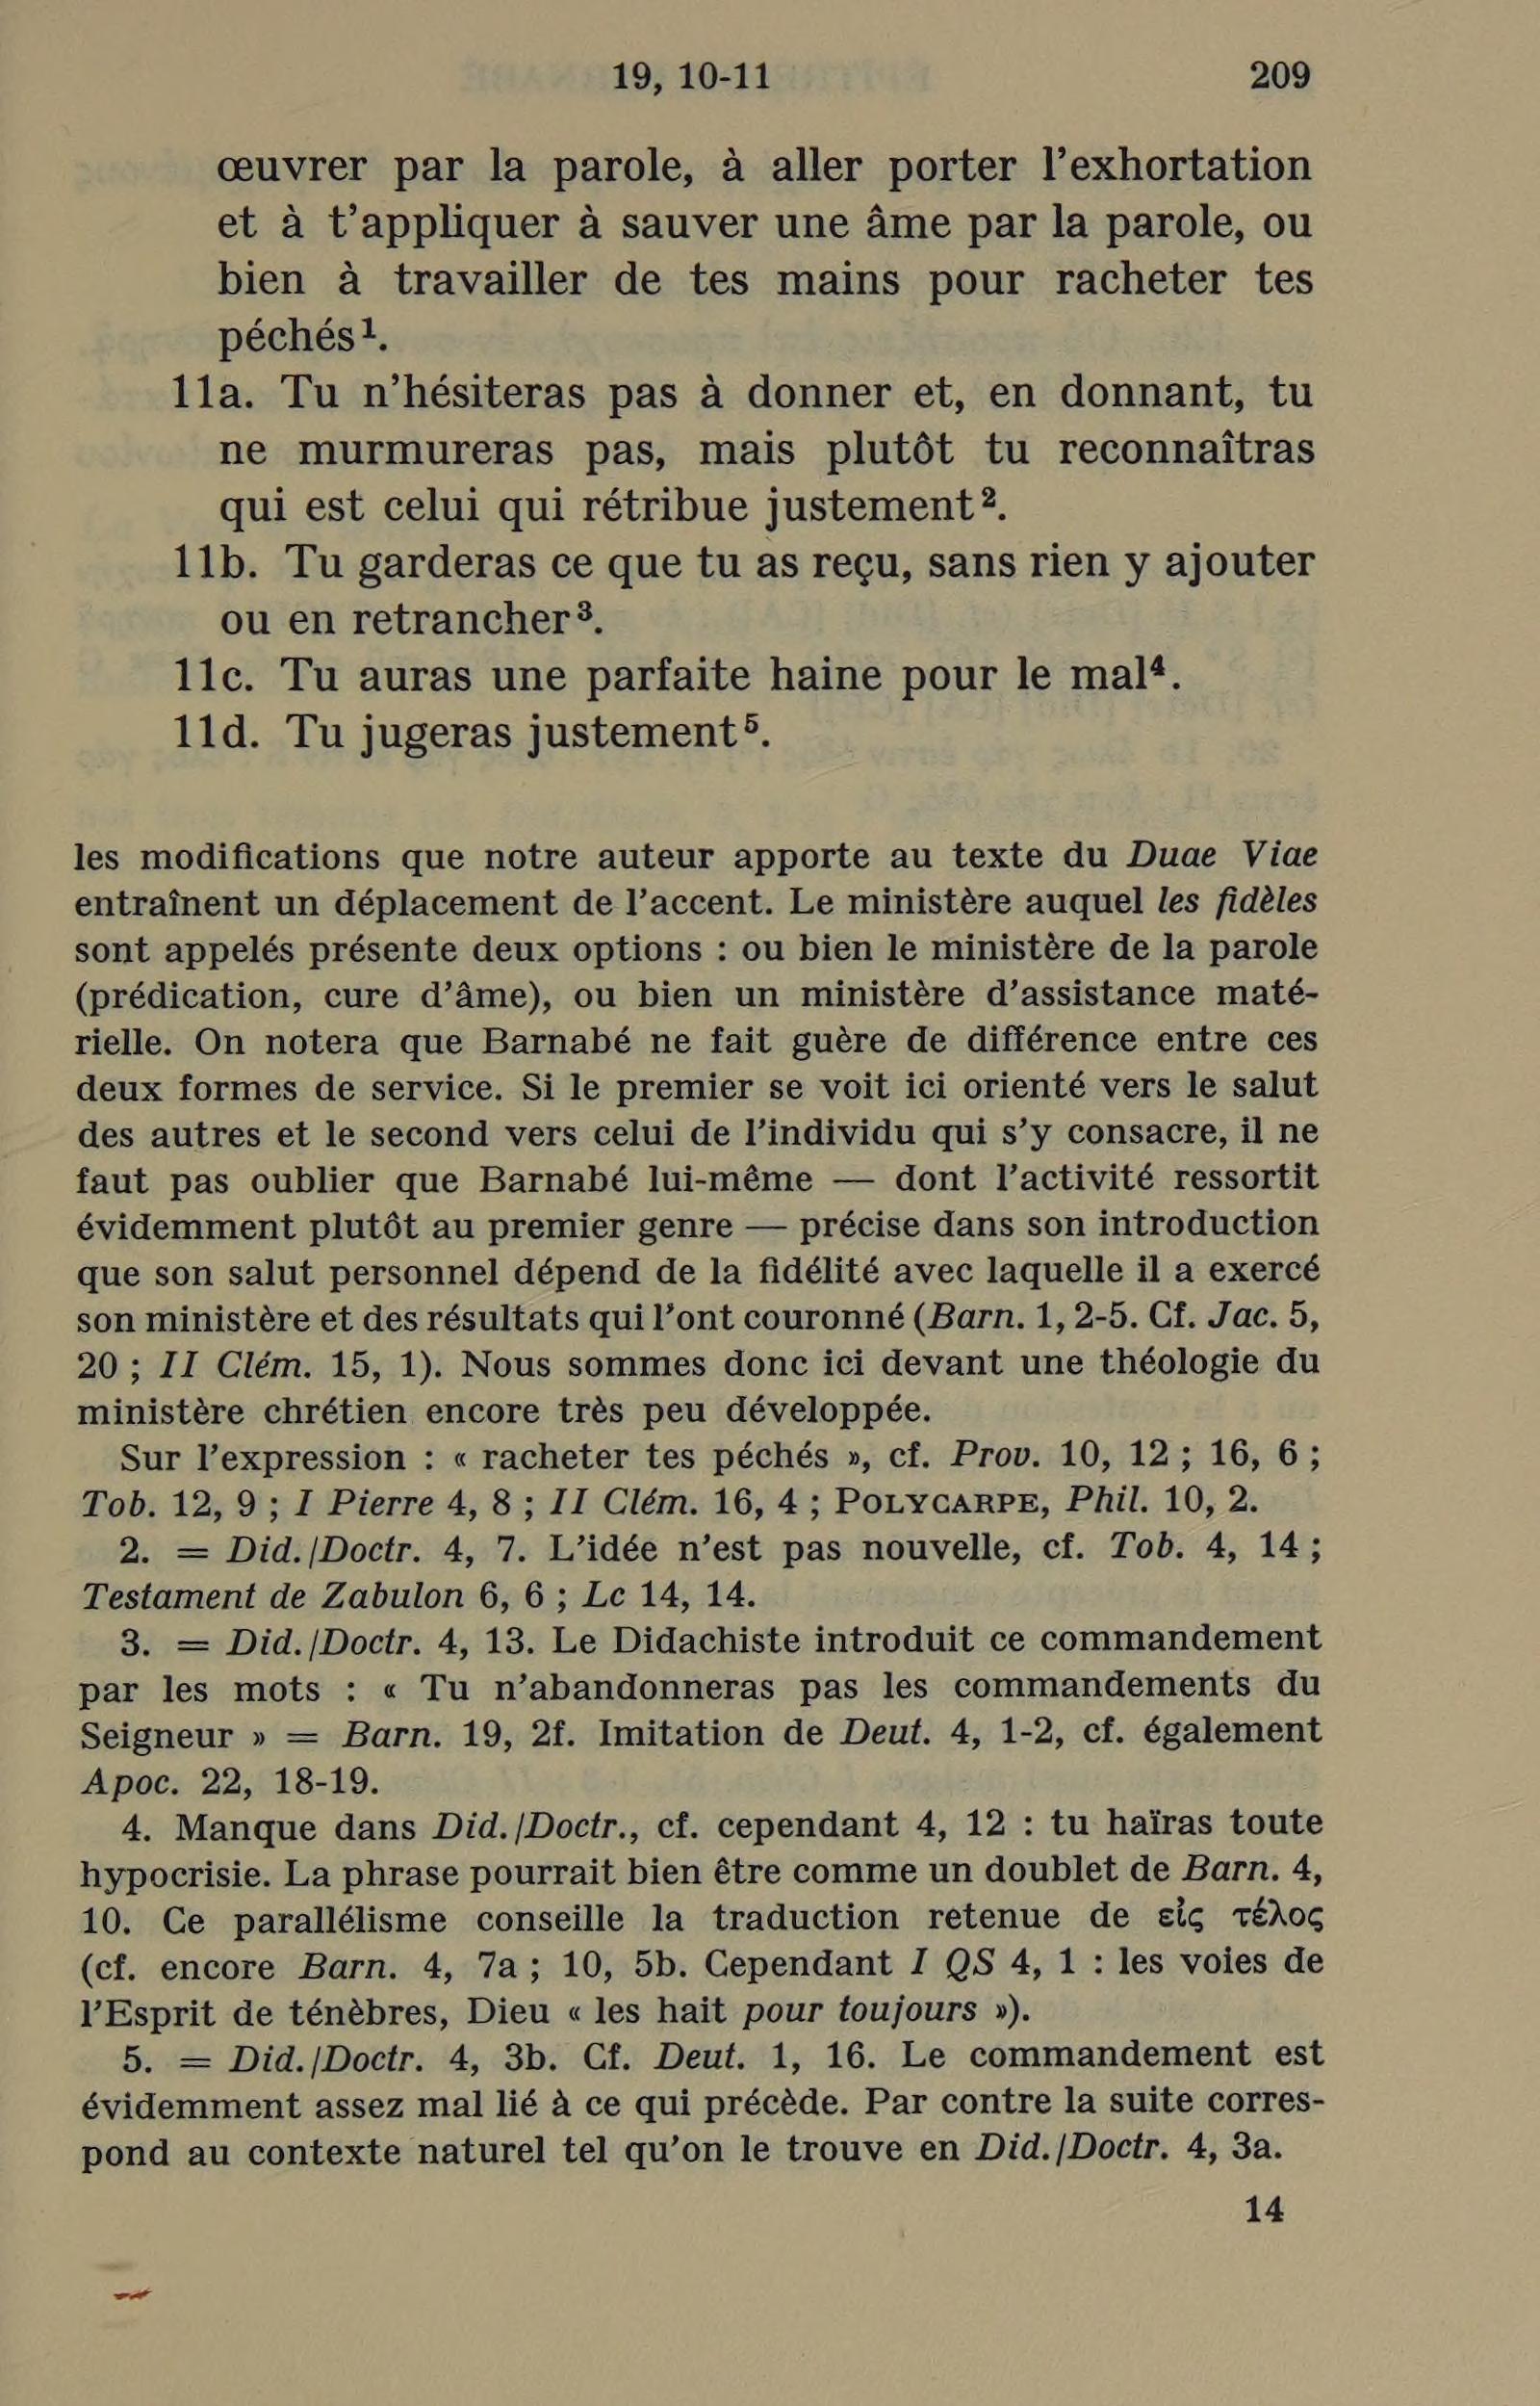 19, 10-11 209
œuvrer par la parole, à aller porter l’exhortation
et à t’appliquer à sauver une âme par la parole, ou
bien à travailler de tes mains pour racheter tes
péchés¹.
11a. Tu n’hésiteras pas à donner et, en donnant, tu
ne murmureras pas, mais plutôt tu reconnaîtras
qui est celui qui rétribue justement².
11b. Tu garderas ce que tu as reçu, sans rien y ajouter
ou en retrancher³.
11c. Tu auras une parfaite haine pour le mal⁴.
11d. Tu jugeras justement⁵.
les modifications que notre auteur apporte au texte du Duae Viae
entraînent un déplacement de l’accent. Le ministère auquel les fidèles
sont appelés présente deux options : ou bien le ministère de la parole
(prédication, cure d’âme), ou bien un ministère d’assistance maté-
rielle. On notera que Barnabé ne fait guère de différence entre ces
deux formes de service. Si le premier se voit ici orienté vers le salut
des autres et le second vers celui de l’individu qui s’y consacre, il ne
faut pas oublier que Barnabé lui-même — dont l’activité ressortit
évidemment plutôt au premier genre — précise dans son introduction
que son salut personnel dépend de la fidélité avec laquelle il a exercé
son ministère et des résultats qui l’ont couronné (Barn. 1, 2-5. Cf. Jac. 5,
20 ; II Clém. 15, 1). Nous sommes donc ici devant une théologie du
ministère chrétien encore très peu développée.
Sur l’expression : « racheter tes péchés », cf. Prov. 10, 12 ; 16, 6 ;
Tob. 12, 9 ; I Pierre 4, 8 ; II Clém. 16, 4 ; POLYCARPE, Phil. 10, 2.
2. = Did./Doctr. 4, 7. L’idée n’est pas nouvelle, cf. Tob. 4, 14 ;
Testament de Zabulon 6, 6 ; Lc 14, 14.
3. = Did./Doctr. 4, 13. Le Didachiste introduit ce commandement
par les mots : « Tu n’abandonneras pas les commandements du
Seigneur » = Barn. 19, 2f. Imitation de Deut. 4, 1-2, cf. également
Apoc. 22, 18-19.
4. Manque dans Did./Doctr., cf. cependant 4, 12 : tu haïras toute
hypocrisie. La phrase pourrait bien être comme un doublet de Barn. 4,
10. Ce parallélisme conseille la traduction retenue de εἰς τέλος
(cf. encore Barn. 4, 7a ; 10, 5b. Cependant I QS 4, 1 : les voies de
l’Esprit de ténèbres, Dieu « les hait pour toujours »).
5. = Did./Doctr. 4, 3b. Cf. Deut. 1, 16. Le commandement est
évidemment assez mal lié à ce qui précède. Par contre la suite corres-
pond au contexte naturel tel qu’on le trouve en Did./Doctr. 4, 3a.
14